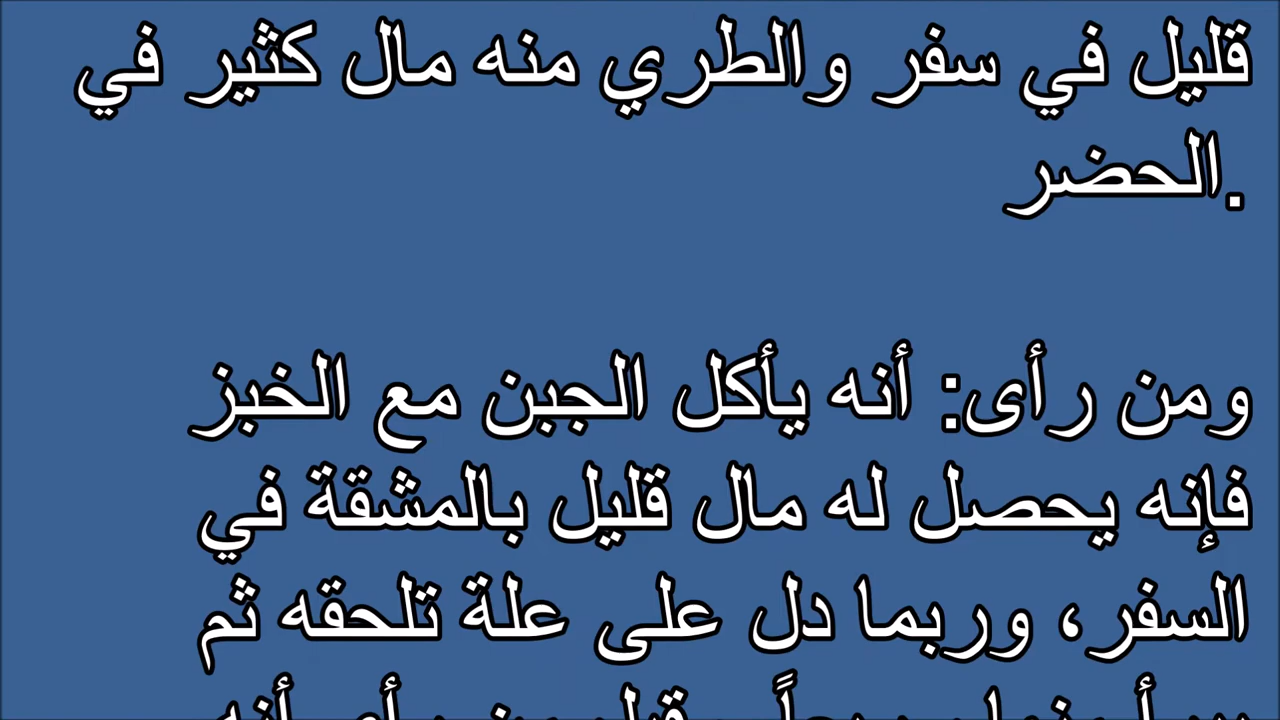 قليل في سفر والطري منه مال كثير في
الحضر.
ومن رأى: أنه يأكل الجبن مع الخبز
فإنه يحصل له مال قليل بالمشقة في
السفر، وربما دل على علة تلحقه ثم